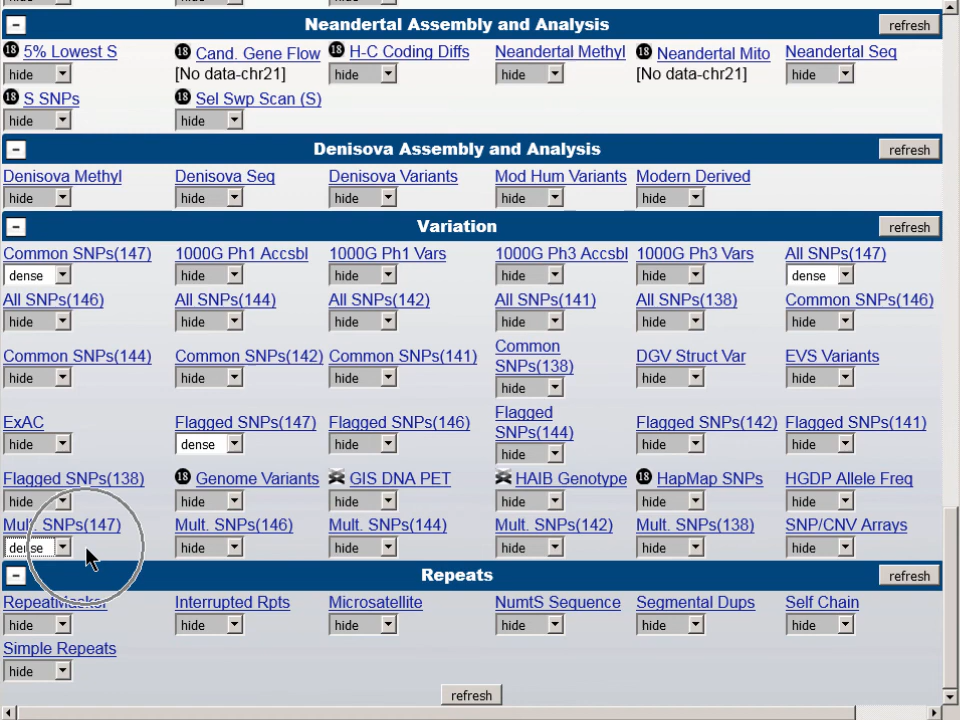 Neandertal Assembly and Analysis refresh
18 5% Lowest S 18 Cand. Gene Flow 18 H-C Coding Diffs Neandertal Methyl 18 Neandertal Mito Neandertal Seq
hide [No data-chr21] hide hide [No data-chr21] hide
18 S SNPs 18 Sel Swp Scan (S)
hide hide
Denisova Assembly and Analysis refresh
Denisova Methyl Denisova Seq Denisova Variants Mod Hum Variants Modern Derived
hide hide hide hide hide
Variation refresh
Common SNPs(147) 1000G Ph1 Accsbl 1000G Ph1 Vars 1000G Ph3 Accsbl 1000G Ph3 Vars All SNPs(147)
dense hide hide hide hide dense
All SNPs(146) All SNPs(144) All SNPs(142) All SNPs(141) All SNPs(138) Common SNPs(146)
hide hide hide hide hide hide
Common SNPs(144) Common SNPs(142) Common SNPs(141) Common SNPs(138) DGV Struct Var EVS Variants
hide hide hide hide hide hide
ExAC Flagged SNPs(147) Flagged SNPs(146) Flagged SNPs(144) Flagged SNPs(142) Flagged SNPs(141)
hide dense hide hide hide hide
Flagged SNPs(138) 18 Genome Variants GIS DNA PET HAIB Genotype 18 HapMap SNPs HGDP Allele Freq
hide hide hide hide hide hide
Mult. SNPs(147) Mult. SNPs(146) Mult. SNPs(144) Mult. SNPs(142) Mult. SNPs(138) SNP/CNV Arrays
dense hide hide hide hide hide
Repeats refresh
RepeatMasker Interrupted Rpts Microsatellite NumtS Sequence Segmental Dups Self Chain
hide hide hide hide hide hide
Simple Repeats
hide
refresh